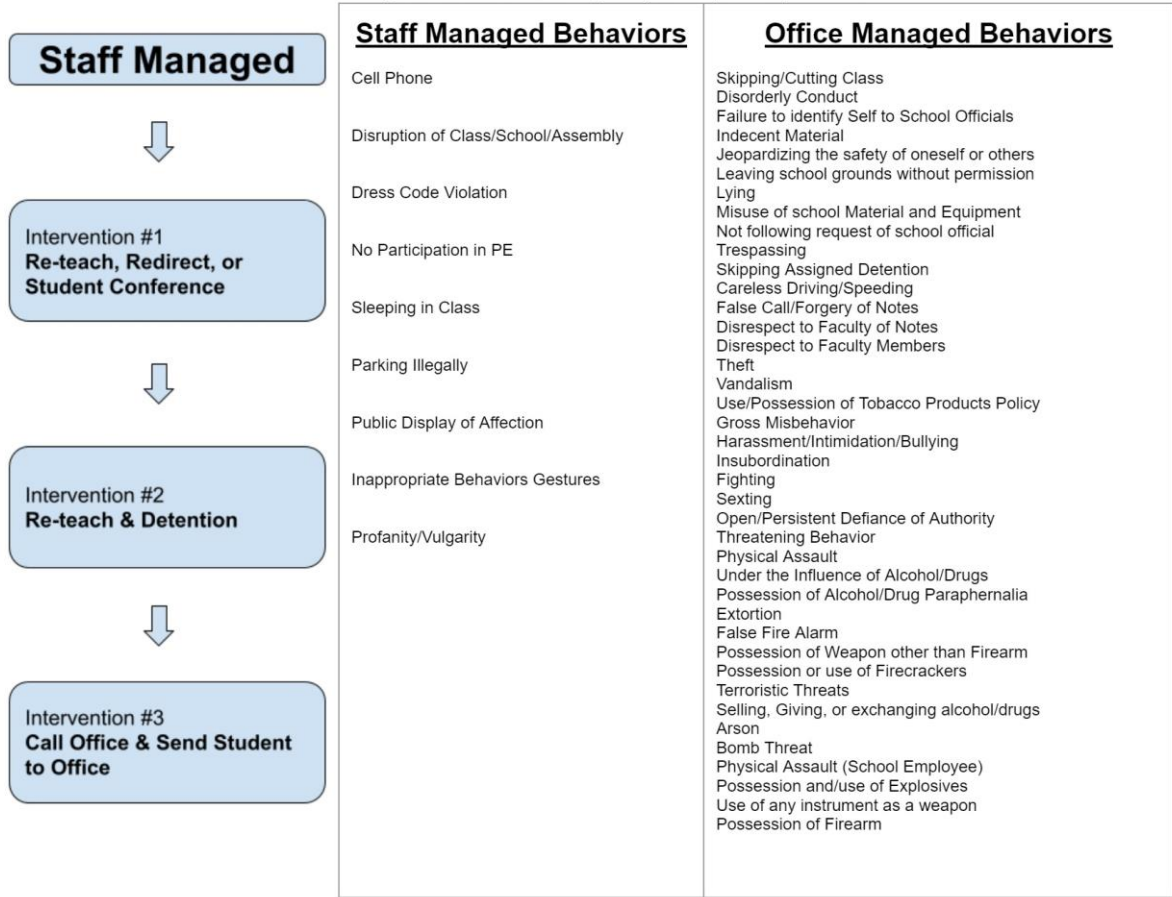 Staff Managed
Intervention #1
Re-teach, Redirect, or
Student Conference
Intervention #2
Re-teach & Detention
Intervention #3
Call Office & Send Student
to Office
Staff Managed Behaviors
Cell Phone
Disruption of Class/School/Assembly
Dress Code Violation
No Participation in PE
Sleeping in Class
Parking Illegally
Public Display of Affection
Inappropriate Behaviors Gestures
Profanity/Vulgarity
Office Managed Behaviors
Skipping/Cutting Class
Disorderly Conduct
Failure to identify Self to School Officials
Indecent Material
Jeopardizing the safety of oneself or others
Leaving school grounds without permission
Lying
Misuse of school Material and Equipment
Not following request of school official
Trespassing
Skipping Assigned Detention
Careless Driving/Speeding
False Call/Forgery of Notes
Disrespect to Faculty of Notes
Disrespect to Faculty Members
Theft
Vandalism
Use/Possession of Tobacco Products Policy
Gross Misbehavior
Harassment/Intimidation/Bullying
Insubordination
Fighting
Sexting
Open/Persistent Defiance of Authority
Threatening Behavior
Physical Assault
Under the Influence of Alcohol/Drugs
Possession of Alcohol/Drug Paraphernalia
Extortion
False Fire Alarm
Possession of Weapon other than Firearm
Possession or use of Firecrackers
Terroristic Threats
Selling, Giving, or exchanging alcohol/drugs
Arson
Bomb Threat
Physical Assault (School Employee)
Possession and/use of Explosives
Use of any instrument as a weapon
Possession of Firearm